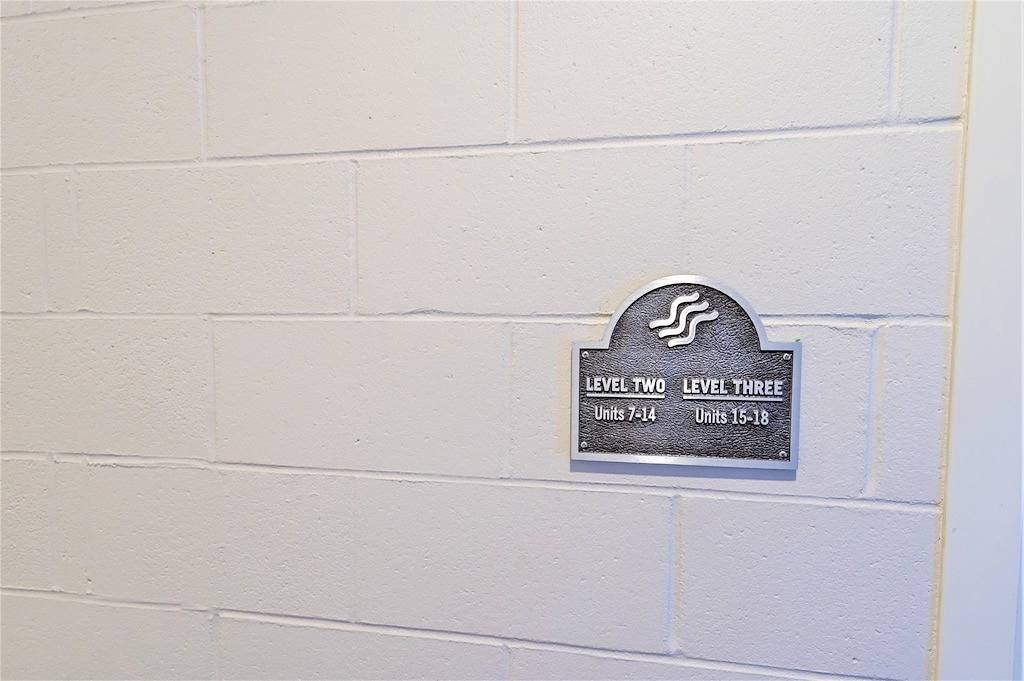 LEVEL TWO
Units 7-14
LEVEL THREE
Units 15-18